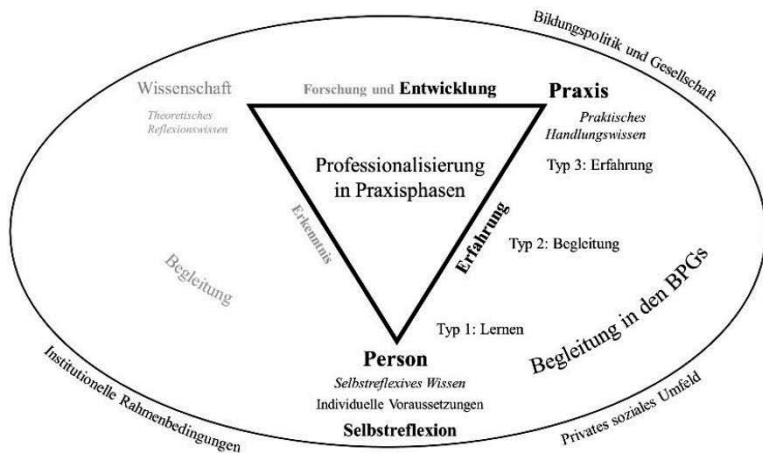 Bildungspolitik und Gesellschaft
Wissenschaft
Forschung und Entwicklung
Praxis
Theoretisches
Reflexionswissen
Praktisches
Handlungswissen
Professionalisierung
in Praxisphasen
Typ 3: Erfahrung
Erkenntnis
Erfahrung
Typ 2: Begleitung
Begleitung
Begleitung in den BPGs
Typ 1: Lernen
Person
Selbstreflexives Wissen
Individuelle Voraussetzungen
Selbstreflexion
Institutionelle Rahmenbedingungen
Privates soziales Umfeld